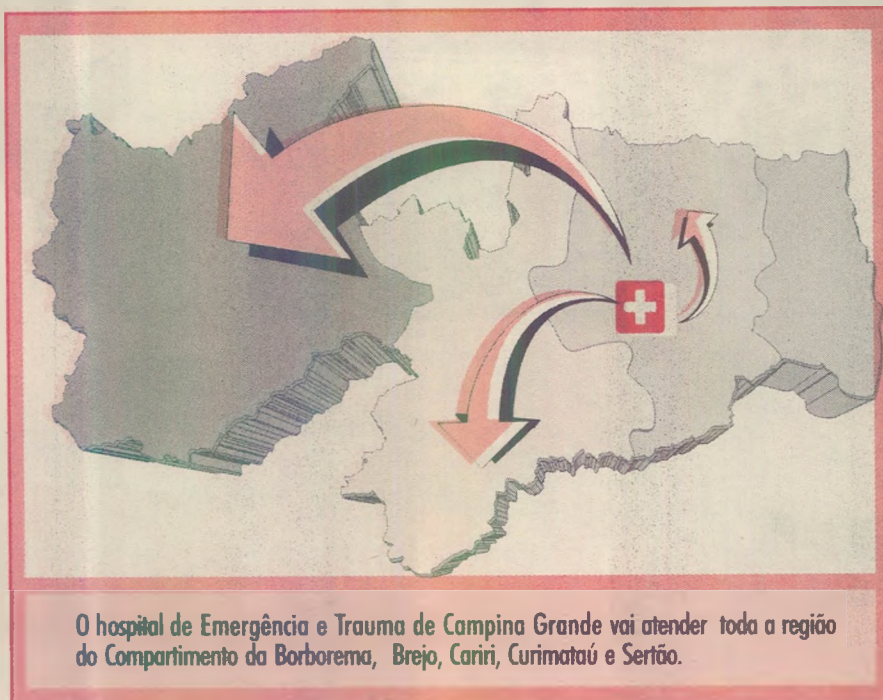 O hospital de Emergência e Trauma de Campina Grande vai atender toda a região
do Compartimento da Borborema, Brejo, Cariri, Curimataú e Sertão.